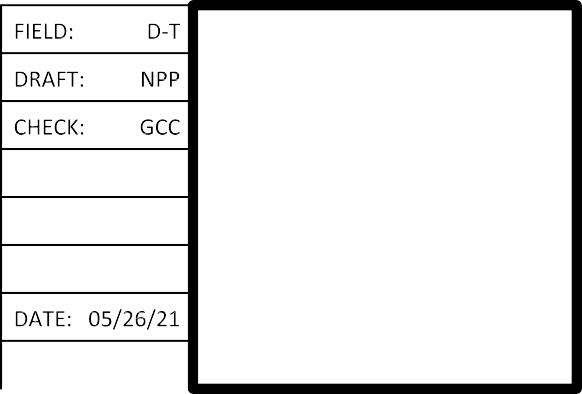 FIELD: D-T
DRAFT: NPP
CHECK: GCC
DATE: 05/26/21